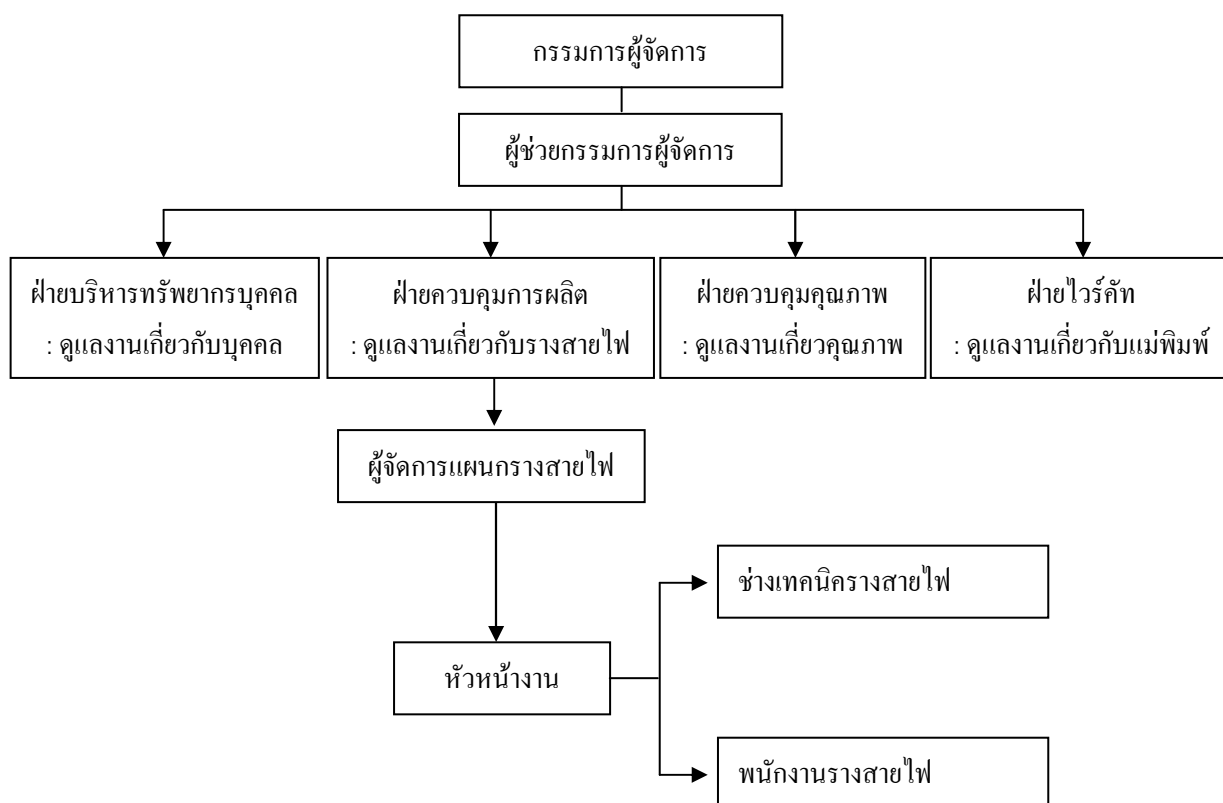 กรรมการผู้จัดการ
ผู้ช่วยกรรมการผู้จัดการ
ฝ่ายบริหารทรัพยากรบุคคล
: ดูแลงานเกี่ยวกับบุคคล
ฝ่ายควบคุมการผลิต
: ดูแลงานเกี่ยวกับรางสายไฟ
ฝ่ายควบคุมคุณภาพ
: ดูแลงานเกี่ยวคุณภาพ
ฝ่ายไวร์คัท
: ดูแลงานเกี่ยวกับแม่พิมพ์
ผู้จัดการแผนกรางสายไฟ
ช่างเทคนิครางสายไฟ
หัวหน้างาน
พนักงานรางสายไฟ